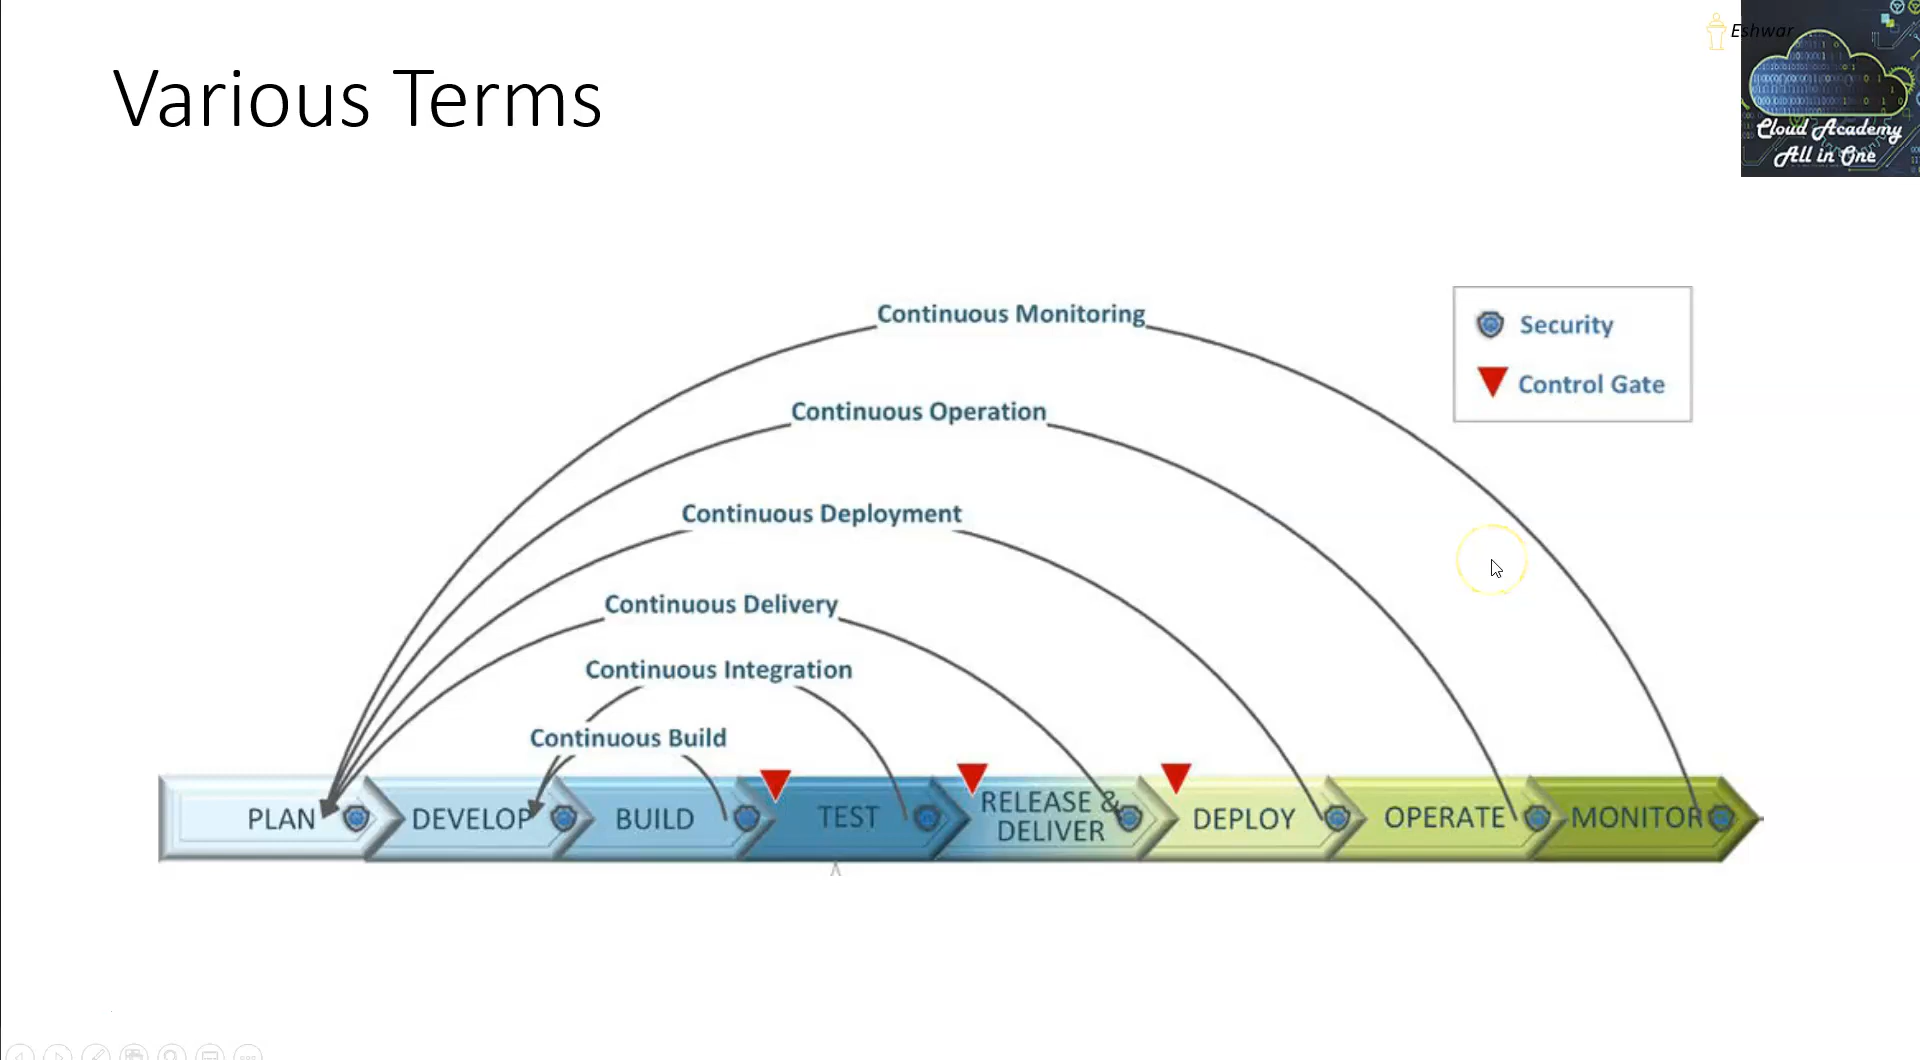 Eshwar
Various Terms
Cloud Academy
All in One
Continuous Monitoring
Security
Control Gate
Continuous Operation
Continuous Deployment
Continuous Delivery
Continuous Integration
Continuous Build
PLAN
DEVELOP
BUILD
TEST
RELEASE &
DELIVER
DEPLOY
OPERATE
MONITOR